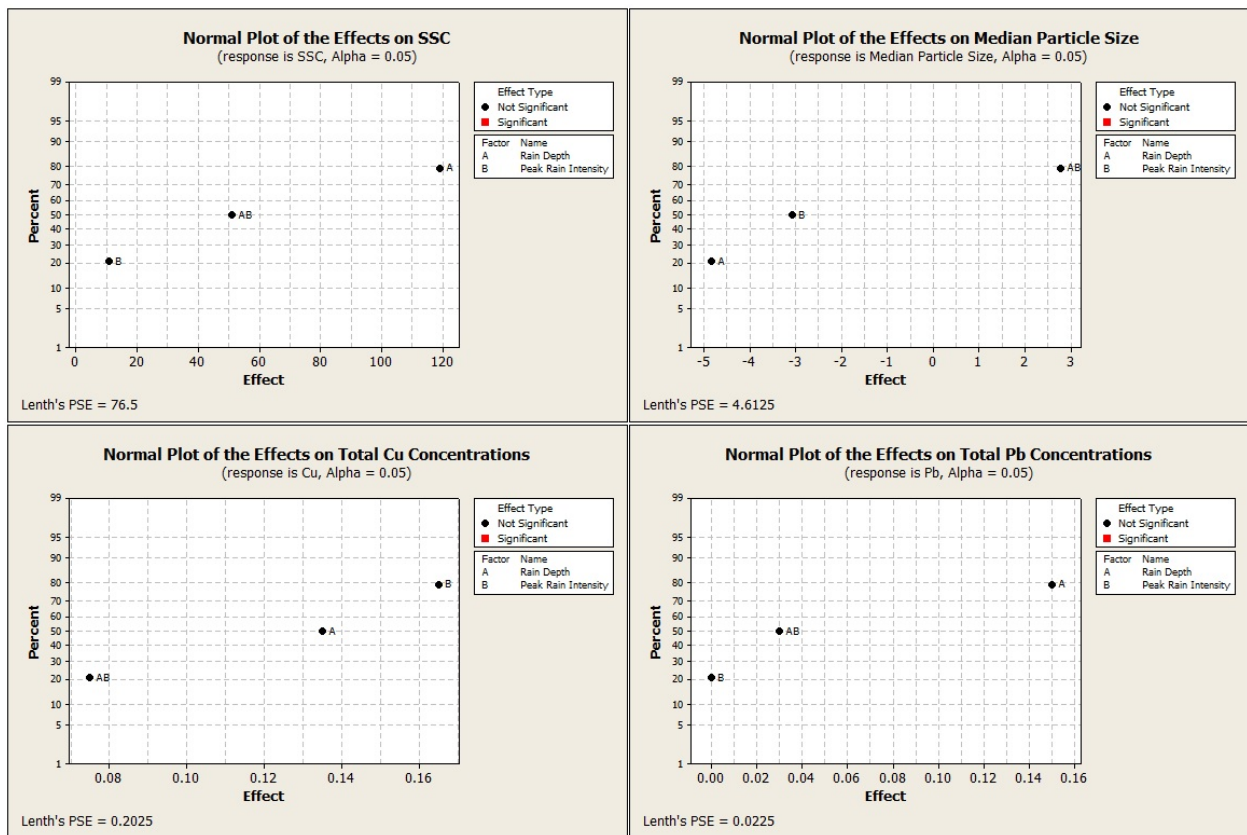 Normal Plot of the Effects on SSC
(response is SSC, Alpha = 0.05)
99
95
90
80
70
60
50
40
30
20
10
5
1
Percent
A
AB
B
0 20 40 60 80 100 120
Effect
Lenth's PSE = 76.5
Effect Type
Not Significant
Significant
Factor Name
A Rain Depth
B Peak Rain Intensity
Normal Plot of the Effects on Median Particle Size
(response is Median Particle Size, Alpha = 0.05)
99
95
90
80
70
60
50
40
30
20
10
5
1
Percent
AB
B
A
-5 -4 -3 -2 -1 0 1 2 3
Effect
Lenth's PSE = 4.6125
Effect Type
Not Significant
Significant
Factor Name
A Rain Depth
B Peak Rain Intensity
Normal Plot of the Effects on Total Cu Concentrations
(response is Cu, Alpha = 0.05)
99
95
90
80
70
60
50
40
30
20
10
5
1
Percent
B
A
AB
0.08 0.10 0.12 0.14 0.16
Effect
Lenth's PSE = 0.2025
Effect Type
Not Significant
Significant
Factor Name
A Rain Depth
B Peak Rain Intensity
Normal Plot of the Effects on Total Pb Concentrations
(response is Pb, Alpha = 0.05)
99
95
90
80
70
60
50
40
30
20
10
5
1
Percent
A
AB
B
0.00 0.02 0.04 0.06 0.08 0.10 0.12 0.14 0.16
Effect
Lenth's PSE = 0.0225
Effect Type
Not Significant
Significant
Factor Name
A Rain Depth
B Peak Rain Intensity